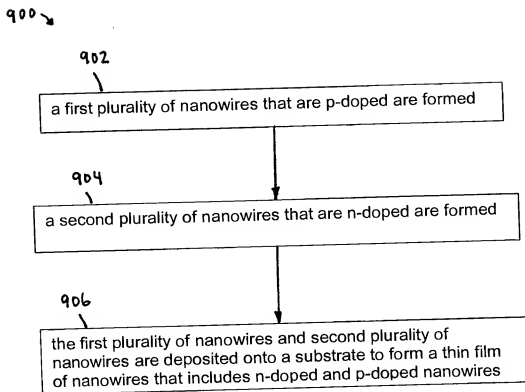 900
902
a first plurality of nanowires that are p-doped are formed
904
a second plurality of nanowires that are n-doped are formed
906
the first plurality of nanowires and second plurality of
nanowires are deposited onto a substrate to form a thin film
of nanowires that includes n-doped and p-doped nanowires